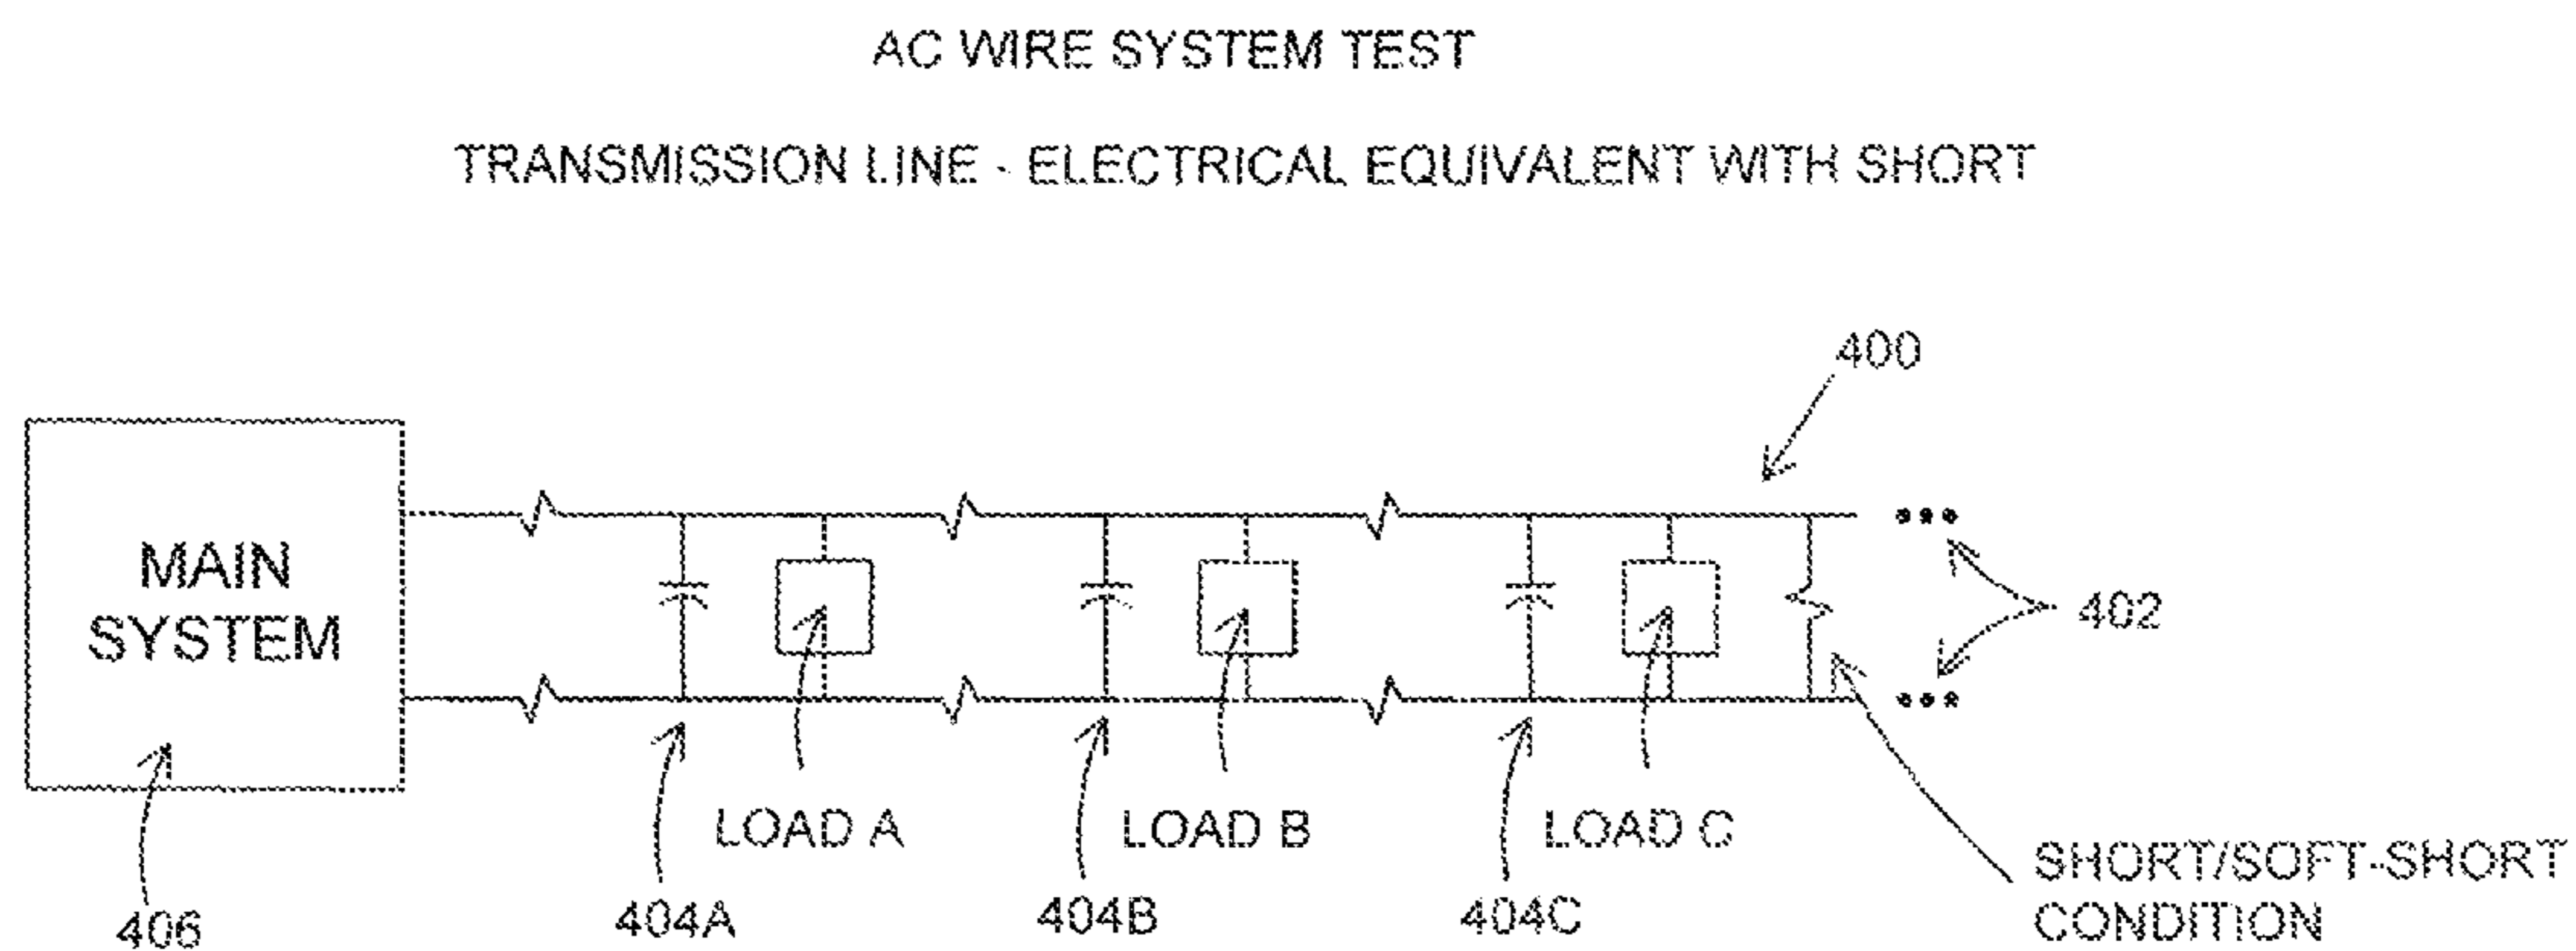 AC WIRE SYSTEM TEST
TRANSMISSION LINE - ELECTRICAL EQUIVALENT WITH SHORT
400
MAIN
SYSTEM
402
LOAD A
LOAD B
LOAD C
SHORT/SOFT-SHORT
CONDITION
406
404A
404B
404C